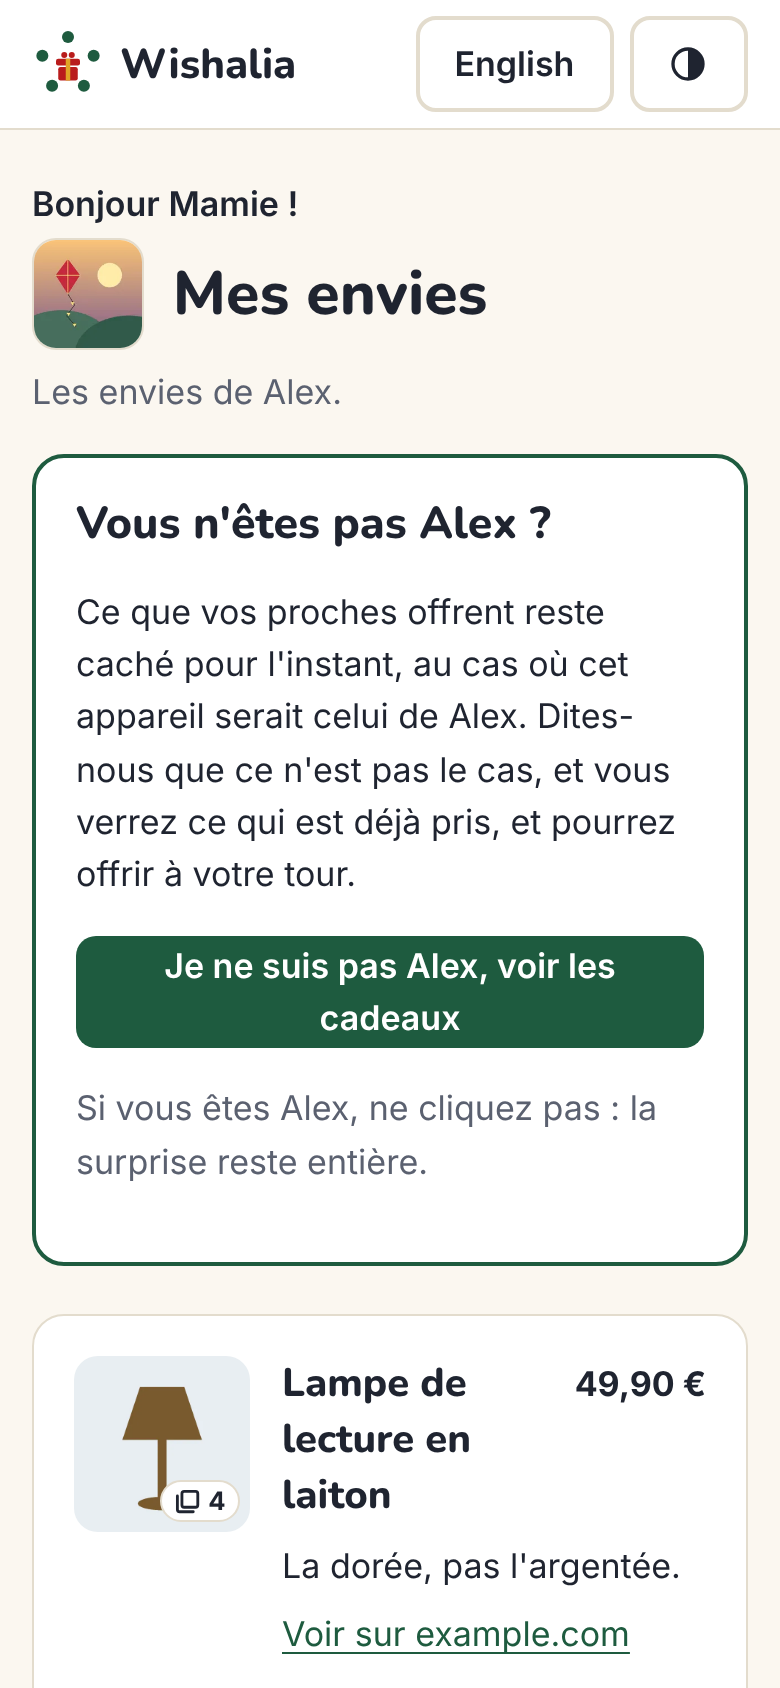 Wishalia
English
Bonjour Mamie !
Mes envies
Les envies de Alex.
Vous n'êtes pas Alex ?
Ce que vos proches offrent reste
caché pour l'instant, au cas où cet
appareil serait celui de Alex. Dites-
nous que ce n'est pas le cas, et vous
verrez ce qui est déjà pris, et pourrez
offrir à votre tour.
Je ne suis pas Alex, voir les
cadeaux
Si vous êtes Alex, ne cliquez pas : la
surprise reste entière.
Lampe de
lecture en
laiton
49,90 €
4
La dorée, pas l'argentée.
Voir sur example.com